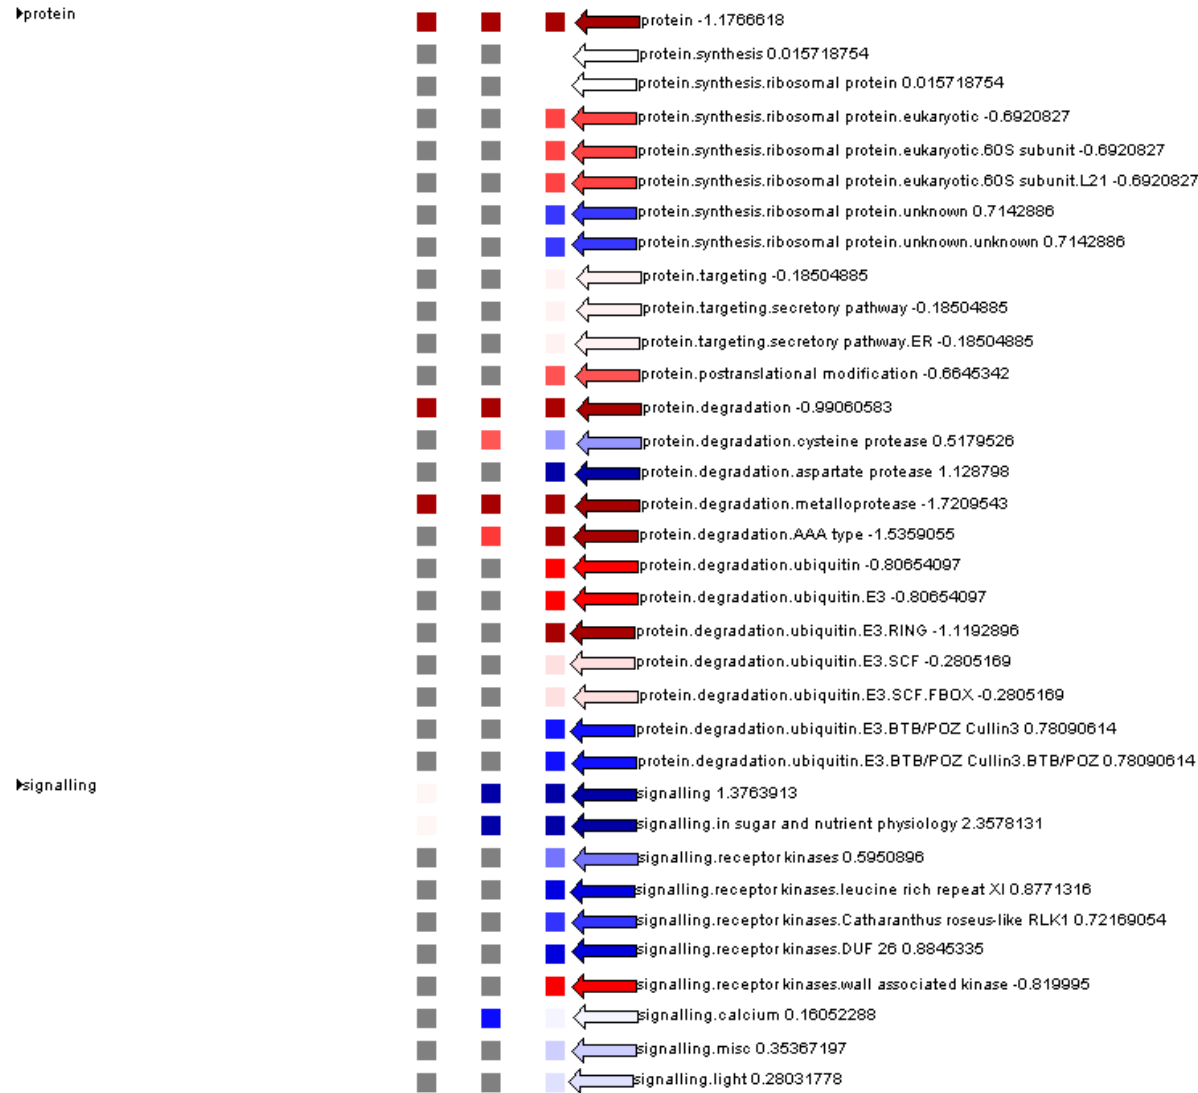 protein
protein -1.1766618
protein.synthesis 0.015718754
protein.synthesis.ribosomal protein 0.015718754
protein.synthesis.ribosomal protein.eukaryotic -0.6920827
protein.synthesis.ribosomal protein.eukaryotic.60S subunit -0.6920827
protein.synthesis.ribosomal protein.eukaryotic.60S subunit.L21 -0.6920827
protein.synthesis.ribosomal protein.unknown 0.7142886
protein.synthesis.ribosomal protein.unknown.unknown 0.7142886
protein.targeting -0.18504885
protein.targeting.secretory pathway -0.18504885
protein.targeting.secretory pathway.ER -0.18504885
protein.postranslational modification -0.6645342
protein.degradation -0.99060583
protein.degradation.cysteine protease 0.5179526
protein.degradation.aspartate protease 1.128798
protein.degradation.metalloprotease -1.7209543
protein.degradation.AAA type -1.5359055
protein.degradation.ubiquitin -0.80654097
protein.degradation.ubiquitin.E3 -0.80654097
protein.degradation.ubiquitin.E3.RING -1.1192896
protein.degradation.ubiquitin.E3.SCF -0.2805169
protein.degradation.ubiquitin.E3.SCF.FBOX -0.2805169
protein.degradation.ubiquitin.E3.BTB/POZ Cullin3 0.78090614
protein.degradation.ubiquitin.E3.BTB/POZ Cullin3.BTB/POZ 0.78090614
signalling
signalling 1.3763913
signalling.in sugar and nutrient physiology 2.3578131
signalling.receptor kinases 0.5950896
signalling.receptor kinases.leucine rich repeat XI 0.8771316
signalling.receptor kinases.Catharanthus roseus-like RLK1 0.72169054
signalling.receptor kinases.DUF 26 0.8845335
signalling.receptor kinases.wall associated kinase -0.819995
signalling.calcium 0.16052288
signalling.misc 0.35367197
signalling.light 0.28031778